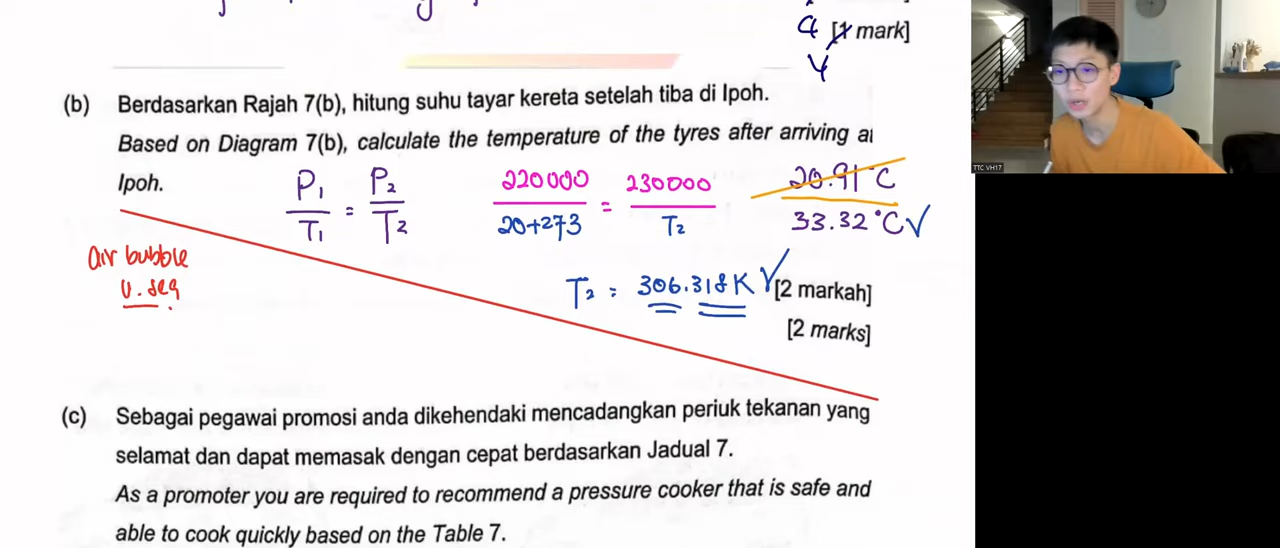 4 [1 mark]
4
(b) Berdasarkan Rajah 7(b), hitung suhu tayar kereta setelah tiba di Ipoh.
Based on Diagram 7(b), calculate the temperature of the tyres after arriving at
Ipoh.
P₁/T₁ = P₂/T₂
220000/20+273 = 230000/T₂
20.91°C
33.32°C ✓
air bubble
T₂ = 306.318K ✓
[2 markah]
[2 marks]
(c) Sebagai pegawai promosi anda dikehendaki mencadangkan periuk tekanan yang
selamat dan dapat memasak dengan cepat berdasarkan Jadual 7.
As a promoter you are required to recommend a pressure cooker that is safe and
able to cook quickly based on the Table 7.
TTC VH17